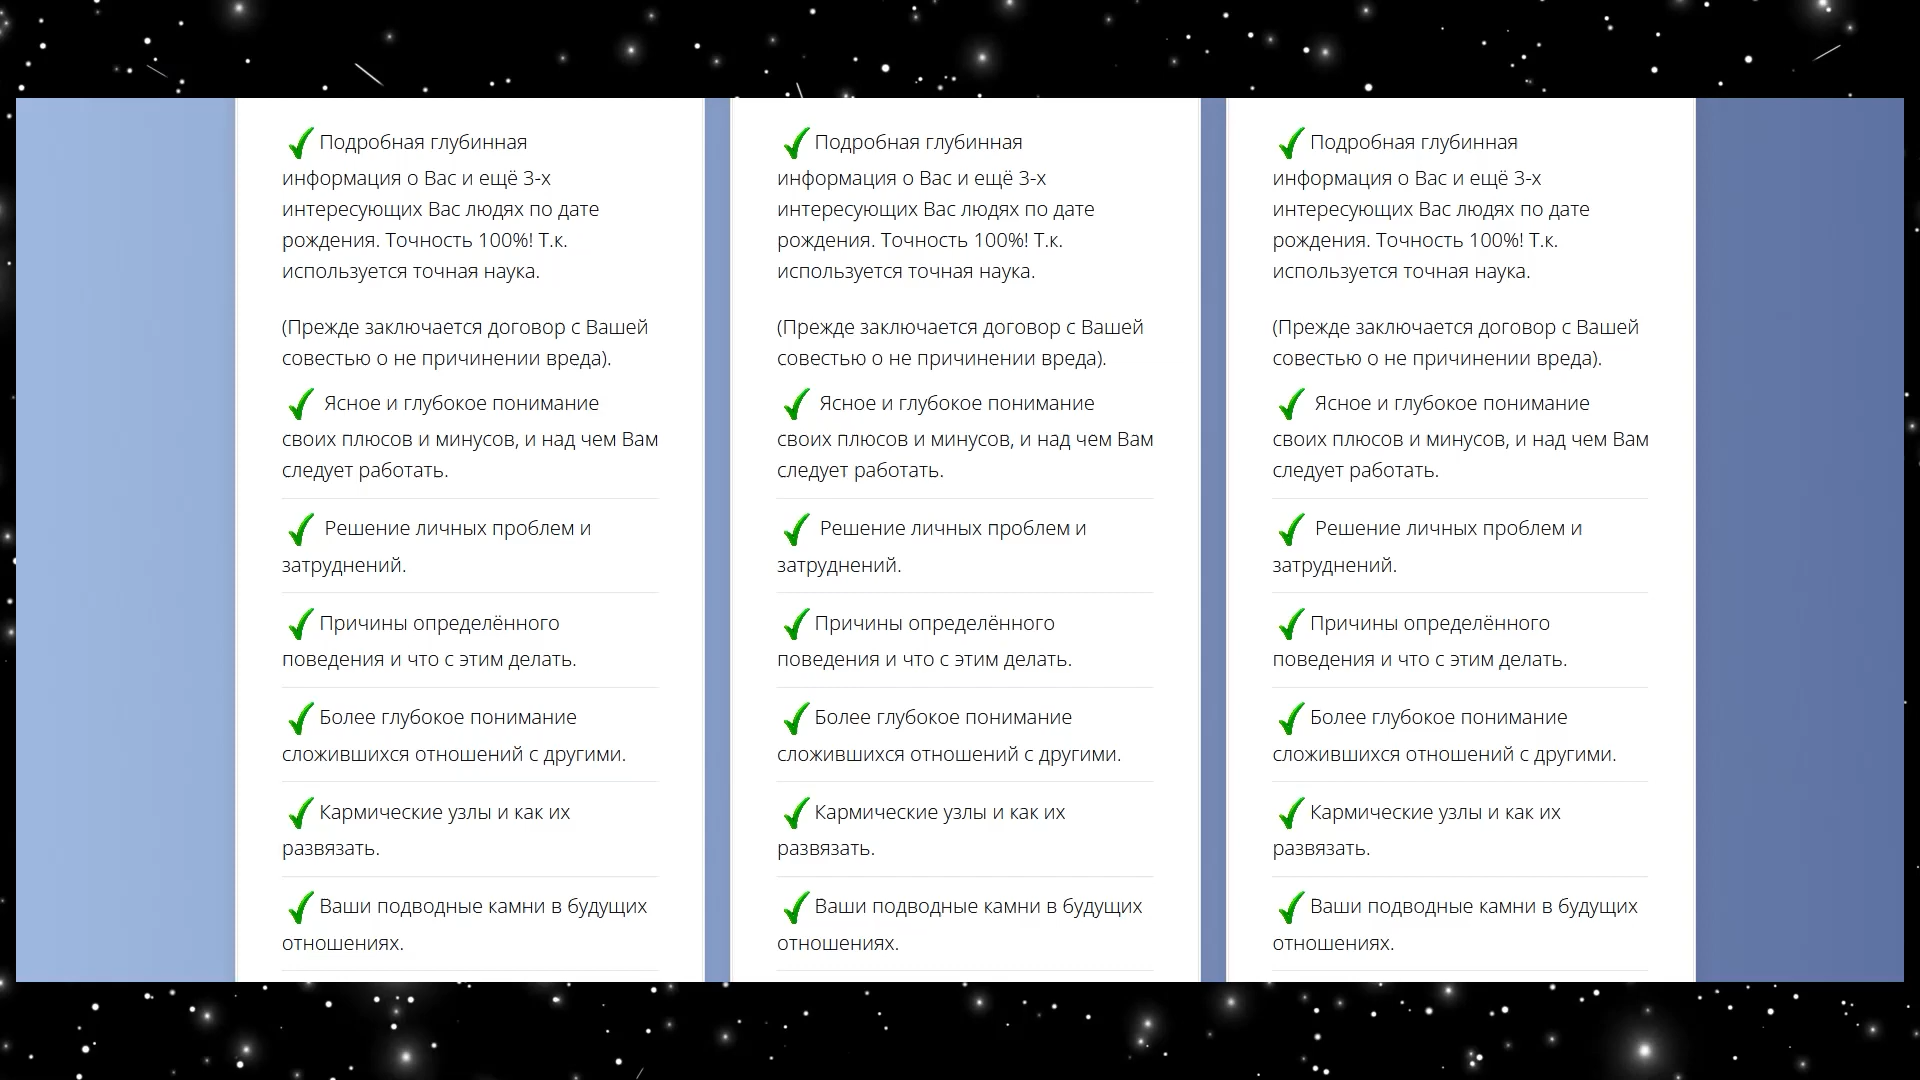 Подробная глубинная
информация о Вас и ещё 3-х
интересующих Вас людях по дате
рождения. Точность 100%! Т.к.
используется точная наука.
(Прежде заключается договор с Вашей
совестью о не причинении вреда).
Ясное и глубокое понимание
своих плюсов и минусов, и над чем Вам
следует работать.
Решение личных проблем и
затруднений.
Причины определённого
поведения и что с этим делать.
Более глубокое понимание
сложившихся отношений с другими.
Кармические узлы и как их
развязать.
Ваши подводные камни в будущих
отношениях.
Подробная глубинная
информация о Вас и ещё 3-х
интересующих Вас людях по дате
рождения. Точность 100%! Т.к.
используется точная наука.
(Прежде заключается договор с Вашей
совестью о не причинении вреда).
Ясное и глубокое понимание
своих плюсов и минусов, и над чем Вам
следует работать.
Решение личных проблем и
затруднений.
Причины определённого
поведения и что с этим делать.
Более глубокое понимание
сложившихся отношений с другими.
Кармические узлы и как их
развязать.
Ваши подводные камни в будущих
отношениях.
Подробная глубинная
информация о Вас и ещё 3-х
интересующих Вас людях по дате
рождения. Точность 100%! Т.к.
используется точная наука.
(Прежде заключается договор с Вашей
совестью о не причинении вреда).
Ясное и глубокое понимание
своих плюсов и минусов, и над чем Вам
следует работать.
Решение личных проблем и
затруднений.
Причины определённого
поведения и что с этим делать.
Более глубокое понимание
сложившихся отношений с другими.
Кармические узлы и как их
развязать.
Ваши подводные камни в будущих
отношениях.